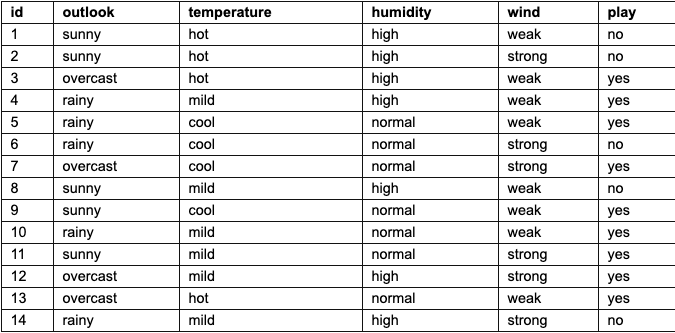 id outlook temperature humidity wind play
1 sunny hot high weak no
2 sunny hot high strong no
3 overcast hot high weak yes
4 rainy mild high weak yes
5 rainy cool normal weak yes
6 rainy cool normal strong no
7 overcast cool normal strong yes
8 sunny mild high weak no
9 sunny cool normal weak yes
10 rainy mild normal weak yes
11 sunny mild normal strong yes
12 overcast mild high strong yes
13 overcast hot normal weak yes
14 rainy mild high strong no